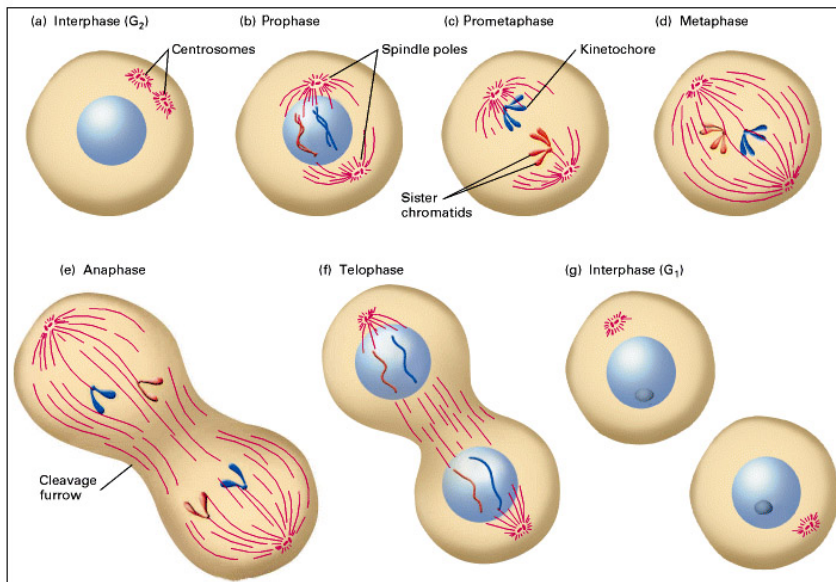 (a) Interphase (G₂)
(b) Prophase
(c) Prometaphase
(d) Metaphase
Centrosomes
Spindle poles
Kinetochore
Sister
chromatids
(e) Anaphase
(f) Telophase
(g) Interphase (G₁)
Cleavage
furrow